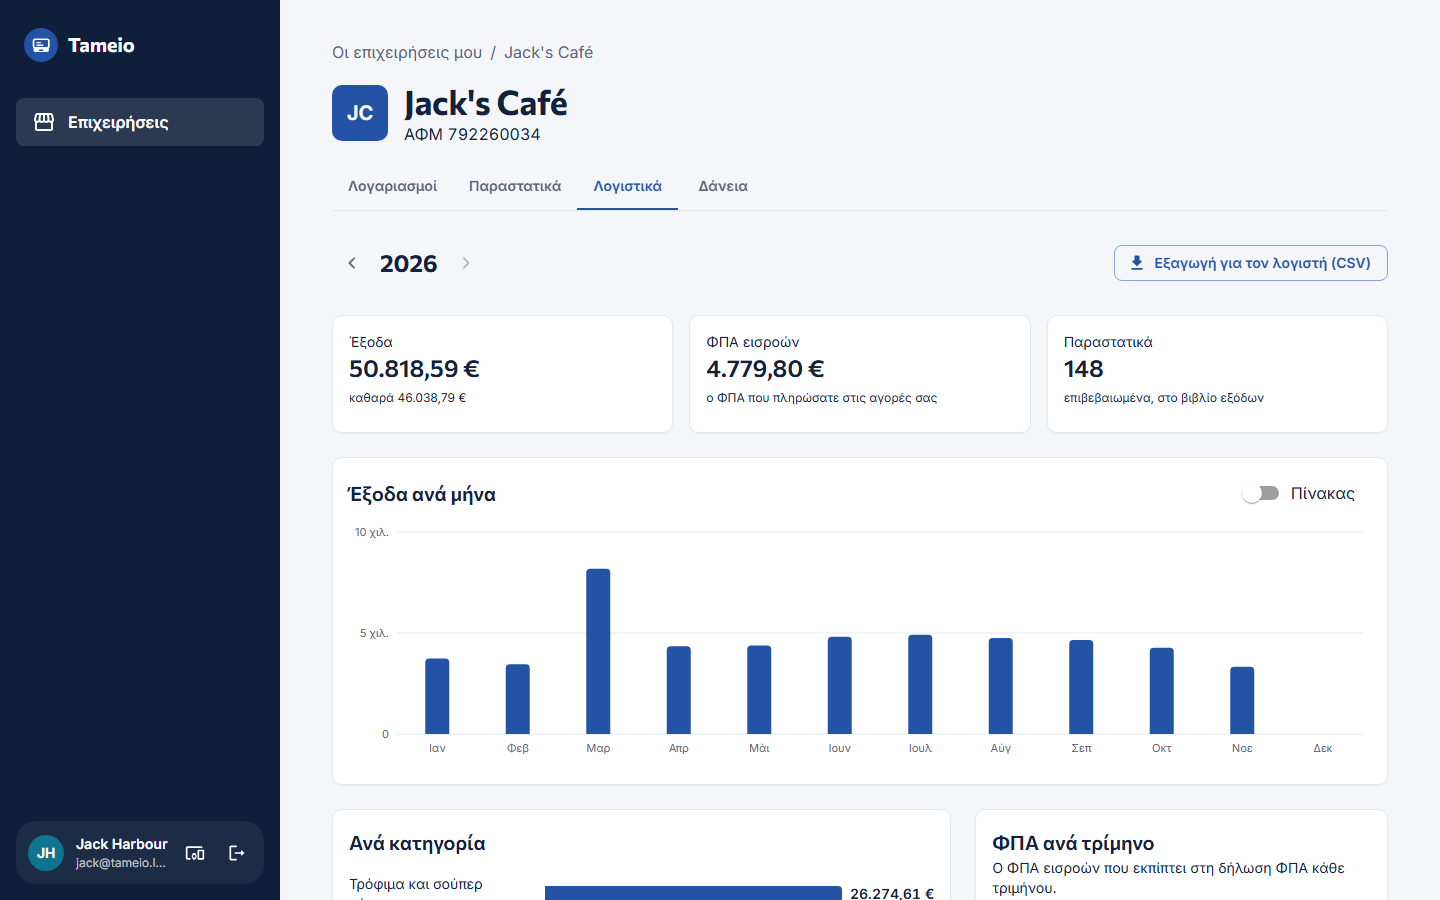 Tameio
Επιχειρήσεις
Οι επιχειρήσεις μου / Jack's Café
JC
Jack's Café
ΑΦΜ 792260034
Λογαριασμοί
Παραστατικά
Λογιστικά
Δάνεια
2026
Εξαγωγή για τον λογιστή (CSV)
Έξοδα
50.818,59 €
καθαρά 46.038,79 €
ΦΠΑ εισροών
4.779,80 €
ο ΦΠΑ που πληρώσατε στις αγορές σας
Παραστατικά
148
επιβεβαιωμένα, στο βιβλίο εξόδων
Έξοδα ανά μήνα
Πίνακας
10 χιλ.
5 χιλ.
0
Ιαν
Φεβ
Μαρ
Απρ
Μάι
Ιουν
Ιουλ
Αύγ
Σεπ
Οκτ
Νοε
Δεκ
Ανά κατηγορία
Τρόφιμα και σούπερ
26.274,61 €
ΦΠΑ ανά τρίμηνο
Ο ΦΠΑ εισροών που εκπίπτει στη δήλωση ΦΠΑ κάθε
τριμήνου.
JH
Jack Harbour
jack@tameio.l...